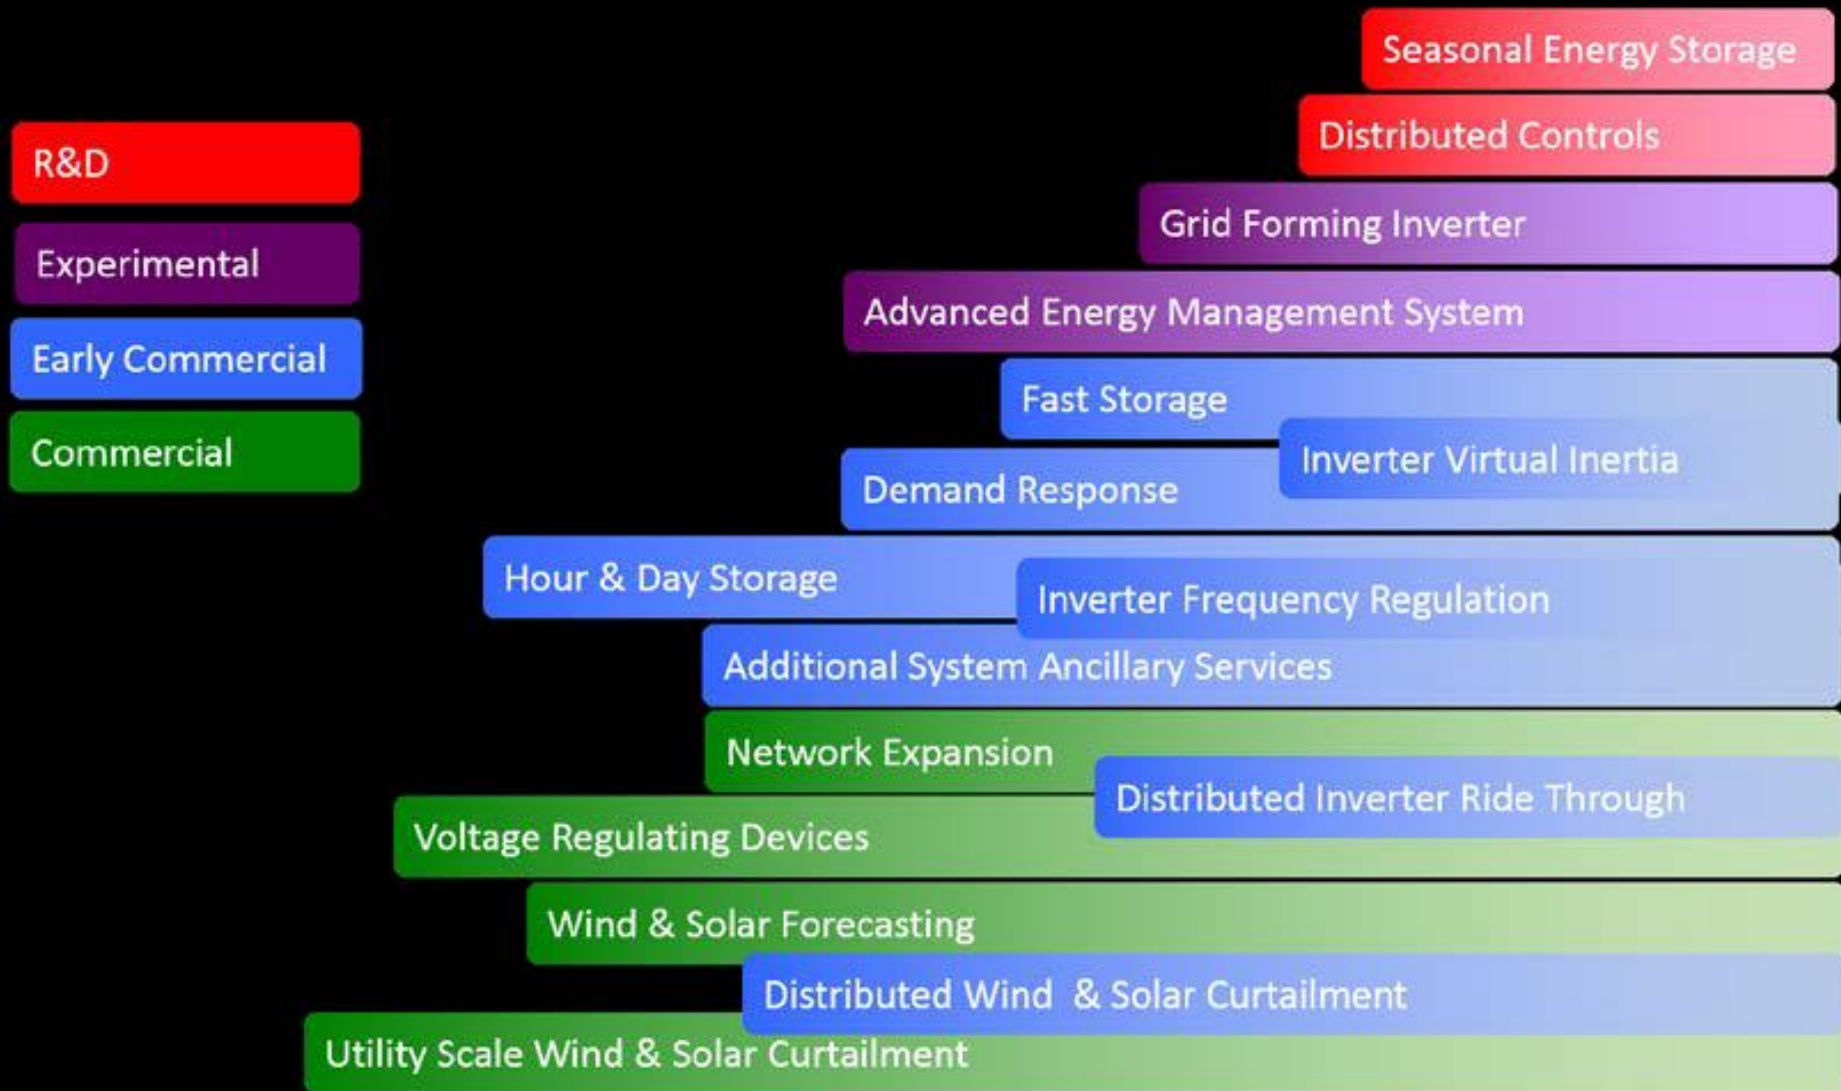 R&D
Experimental
Early Commercial
Commercial
Seasonal Energy Storage
Distributed Controls
Grid Forming Inverter
Advanced Energy Management System
Fast Storage
Inverter Virtual Inertia
Demand Response
Hour & Day Storage
Inverter Frequency Regulation
Additional System Ancillary Services
Network Expansion
Distributed Inverter Ride Through
Voltage Regulating Devices
Wind & Solar Forecasting
Distributed Wind  & Solar Curtailment
Utility Scale Wind & Solar Curtailment